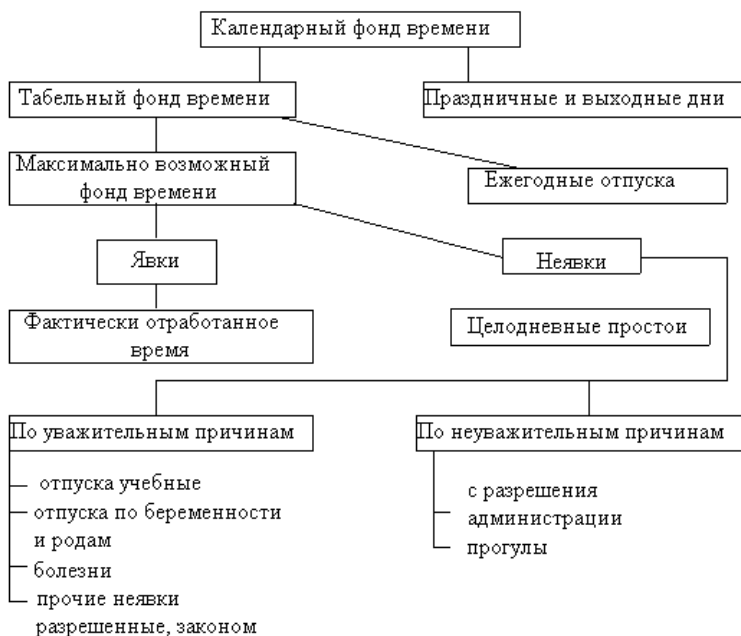 Календарный фонд времени
Табельный фонд времени
Праздничные и выходные дни
Максимально возможный
фонд времени
Ежегодные отпуска
Явки
Неявки
Фактически отработанное
время
Целодневные простои
По уважительным причинам
По неуважительным причинам
отпуска учебные
отпуска по беременности
и родам
болезни
прочие неявки
разрешенные, законом
с разрешения
администрации
прогулы